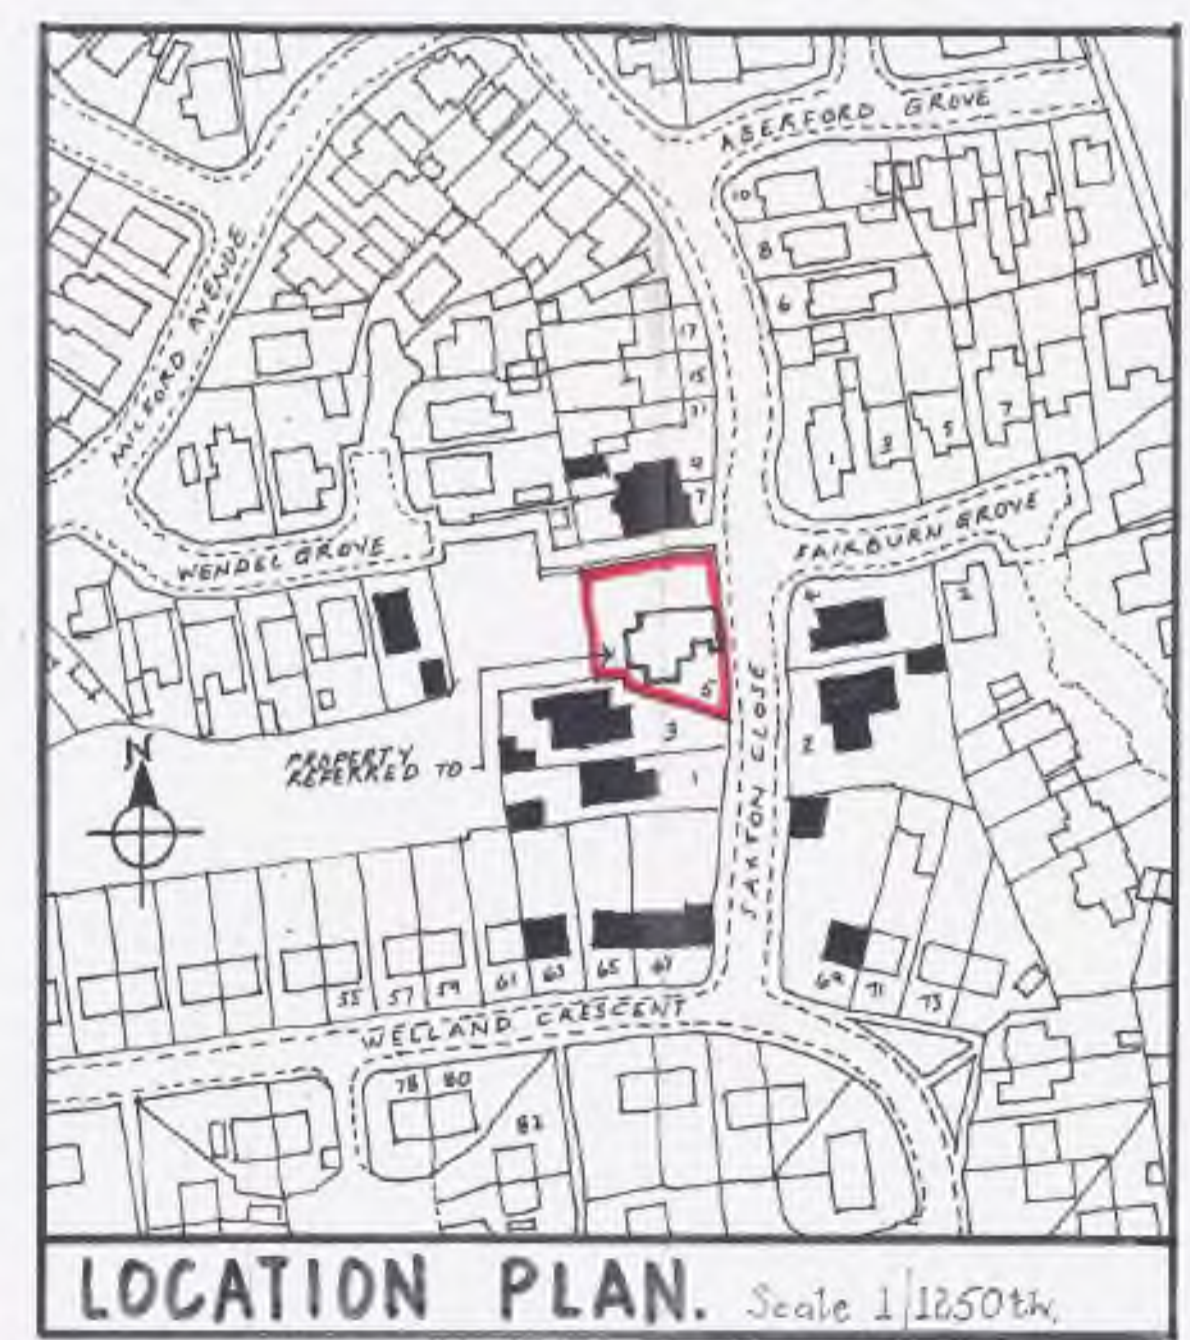 ABERFORD GROVE
10
8
6
17
15
11
9
7
1
3
5
7
MILFORD AVENUE
WENDEL GROVE
FAIRBURN GROVE
4
2
5
3
1
2
SAXTON CLOSE
PROPERTY
REFERRED TO
N
55 57 59 61 63 65 67
69 71 73
WELLAND CRESCENT
78 80
82
LOCATION PLAN. Scale 1/1250th.